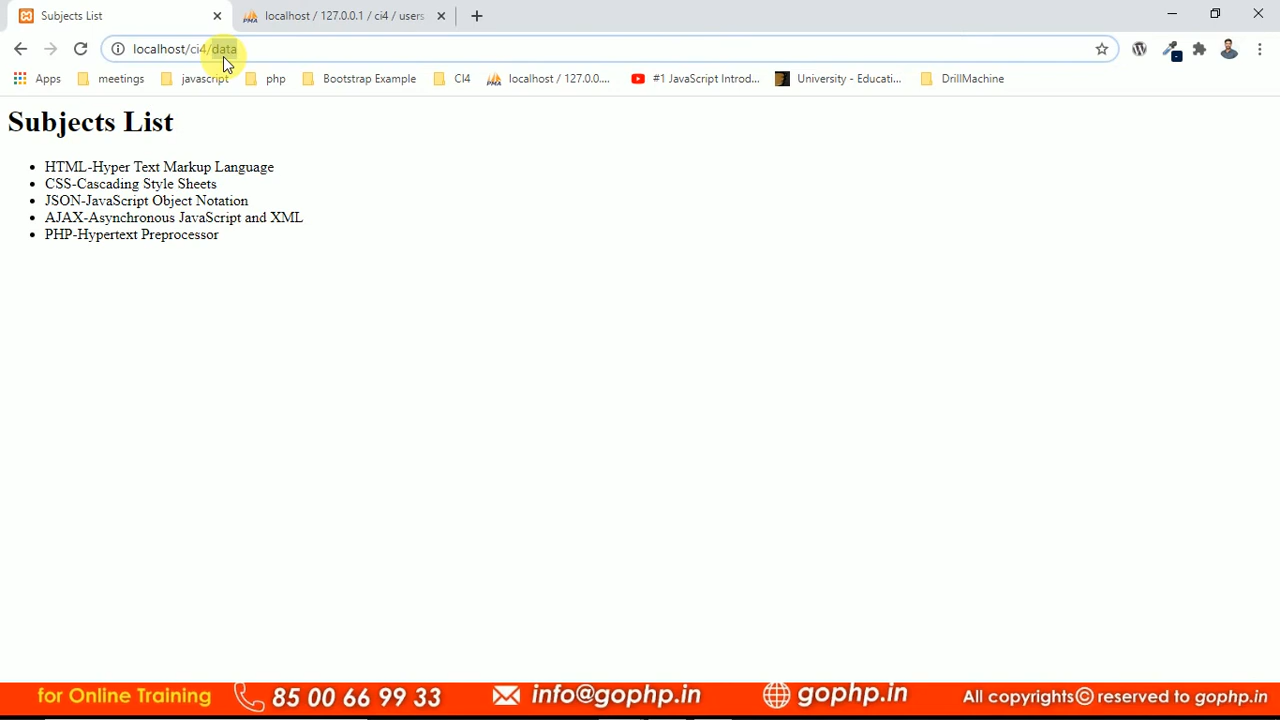 Subjects List
localhost / 127.0.0.1 / ci4 / users
localhost/ci4/data
Apps meetings javascript php Bootstrap Example CI4 localhost / 127.0.0.... #1 JavaScript Introd... University - Educati... DrillMachine
Subjects List
• HTML-Hyper Text Markup Language
• CSS-Cascading Style Sheets
• JSON-JavaScript Object Notation
• AJAX-Asynchronous JavaScript and XML
• PHP-Hypertext Preprocessor
for Online Training 85 00 66 99 33 info@gophp.in gophp.in All copyrights© reserved to gophp.in